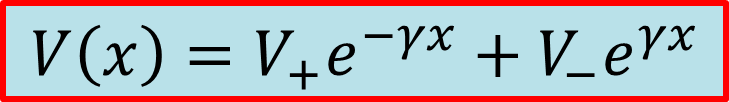 V(x) = V₊e^{-γx} + V₋e^{γx}